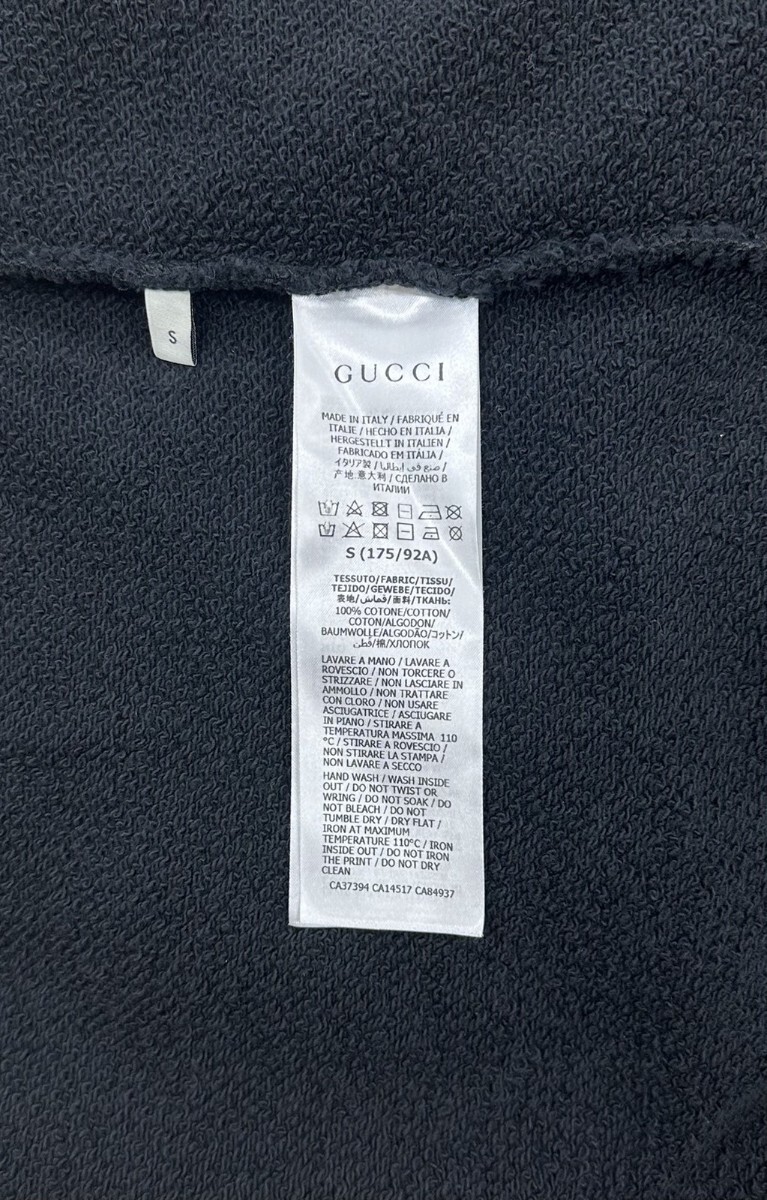 S
GUCCI
MADE IN ITALY / FABRIQUÉ EN
ITALIE / HECHO EN ITALIA /
HERGESTELLT IN ITALIEN /
FABRICADO EM ITÁLIA /
イタリア製 / صنع في إيطاليا /
产地 意大利 / СДЕЛАНО В
ИТАЛИИ
S (175/92A)
TESSUTO/FABRIC/TISSU/
TEJIDO/GEWEBE/TECIDO/
表地/قماش/面料/ТКАНЬ:
100% COTONE/COTTON/
COTON/ALGODON/
BAUMWOLLE/ALGODÃO/コットン/
قطن/棉/ХЛОПОК
LAVARE A MANO / LAVARE A
ROVESCIO / NON TORCERE O
STRIZZARE / NON LASCIARE IN
AMMOLLO / NON TRATTARE
CON CLORO / NON USARE
ASCIUGATRICE / ASCIUGARE
IN PIANO / STIRARE A
TEMPERATURA MASSIMA 110
°C / STIRARE A ROVESCIO /
NON STIRARE LA STAMPA /
NON LAVARE A SECCO
HAND WASH / WASH INSIDE
OUT / DO NOT TWIST OR
WRING / DO NOT SOAK / DO
NOT BLEACH / DO NOT
TUMBLE DRY / DRY FLAT /
IRON AT MAXIMUM
TEMPERATURE 110°C / IRON
INSIDE OUT / DO NOT IRON
THE PRINT / DO NOT DRY
CLEAN
CA37394 CA14517 CA84937